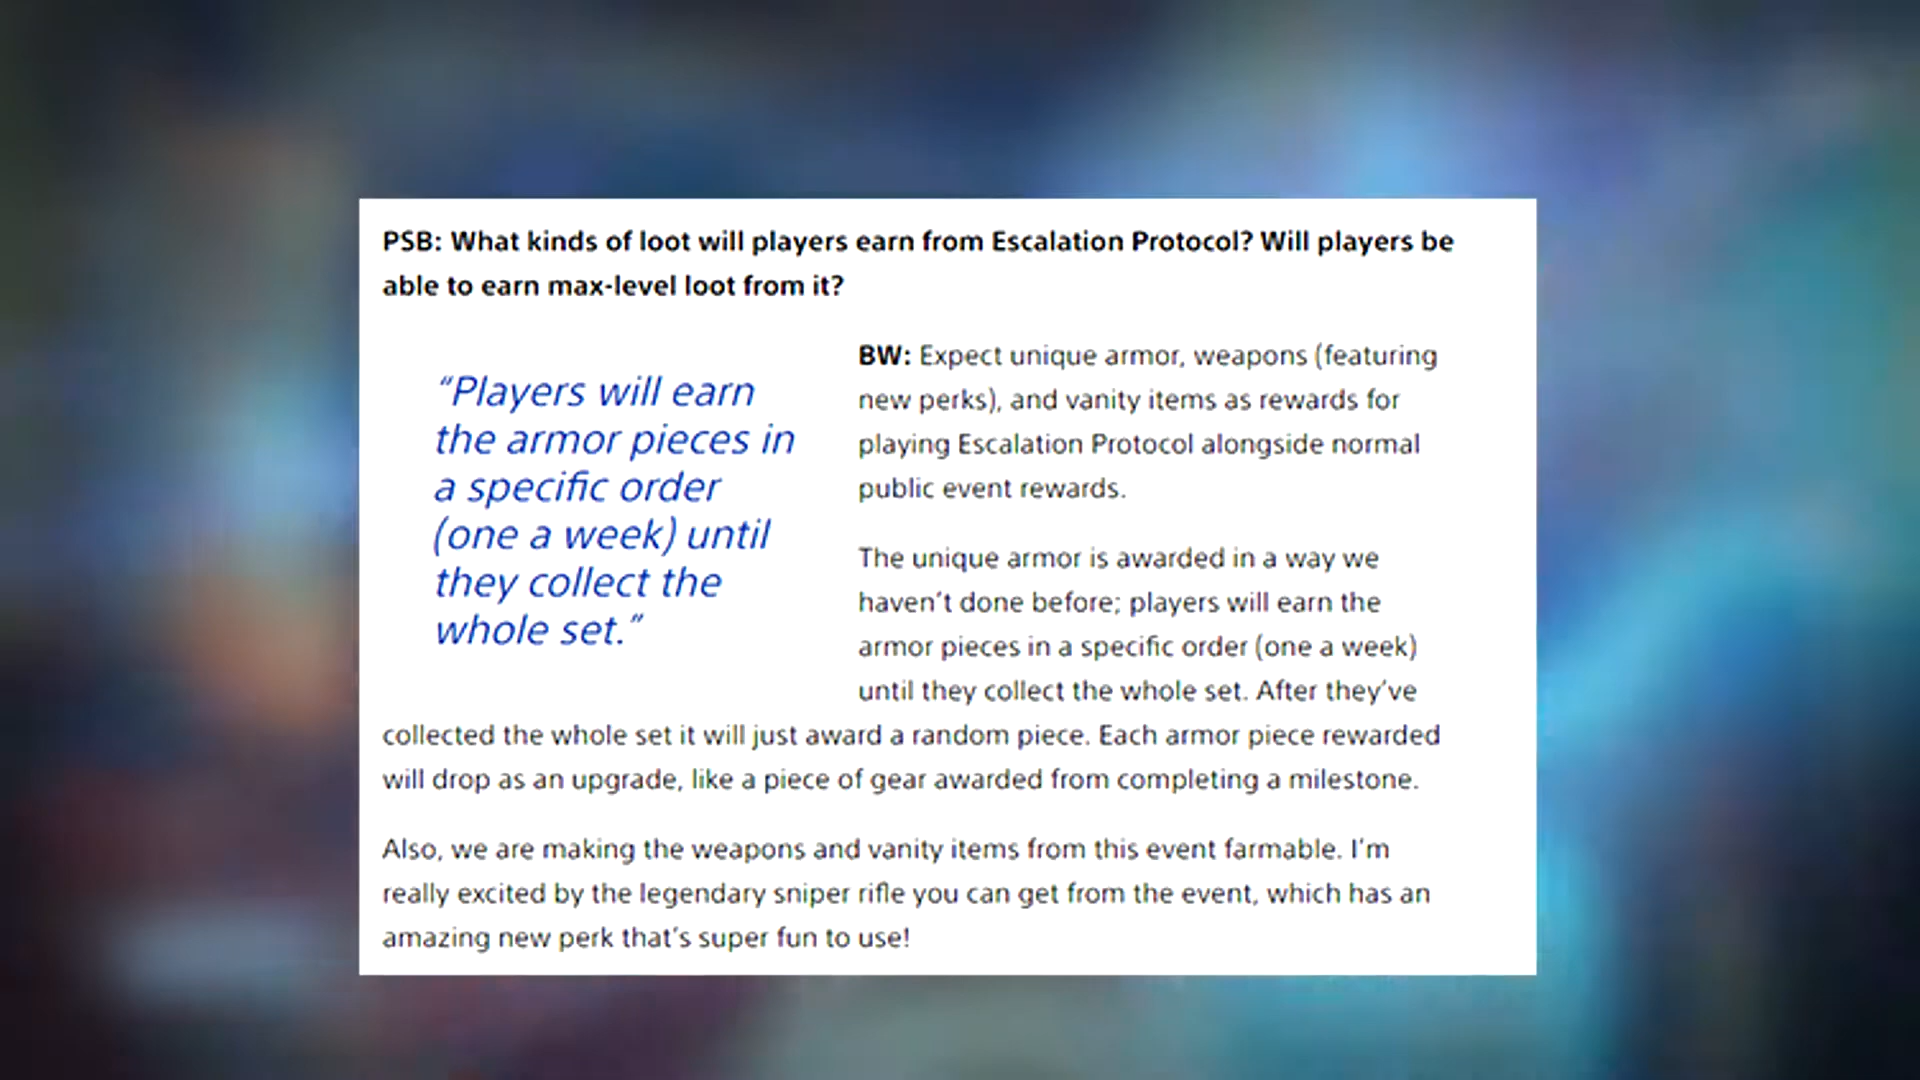 PSB: What kinds of loot will players earn from Escalation Protocol? Will players be
able to earn max-level loot from it?
“Players will earn
the armor pieces in
a specific order
(one a week) until
they collect the
whole set.”
BW: Expect unique armor, weapons (featuring
new perks), and vanity items as rewards for
playing Escalation Protocol alongside normal
public event rewards.
The unique armor is awarded in a way we
haven’t done before; players will earn the
armor pieces in a specific order (one a week)
until they collect the whole set. After they’ve
collected the whole set it will just award a random piece. Each armor piece rewarded
will drop as an upgrade, like a piece of gear awarded from completing a milestone.
Also, we are making the weapons and vanity items from this event farmable. I’m
really excited by the legendary sniper rifle you can get from the event, which has an
amazing new perk that’s super fun to use!